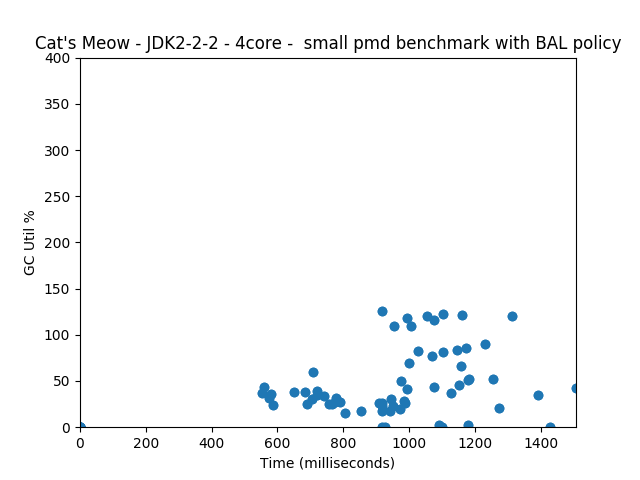 Cat's Meow - JDK2-2-2 - 4core -  small pmd benchmark with BAL policy
400
350
300
250
200
150
100
50
0
GC Util %
0 200 400 600 800 1000 1200 1400
Time (milliseconds)